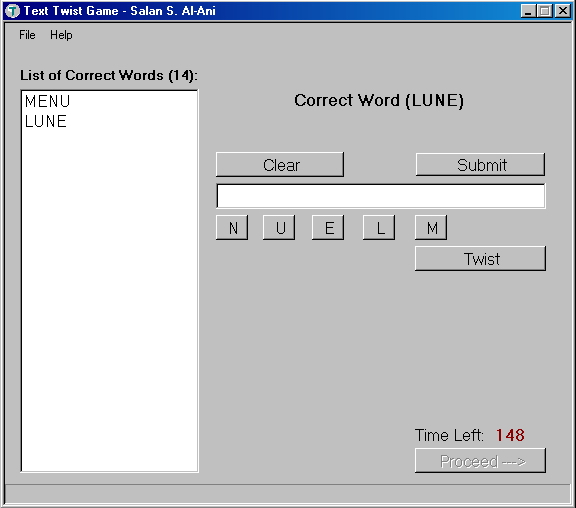 Text Twist Game - Salan S. Al-Ani
File Help
List of Correct Words (14):
MENU
LUNE
Correct Word (LUNE)
Clear Submit
N U E L M
Twist
Time Left: 148
Proceed --->